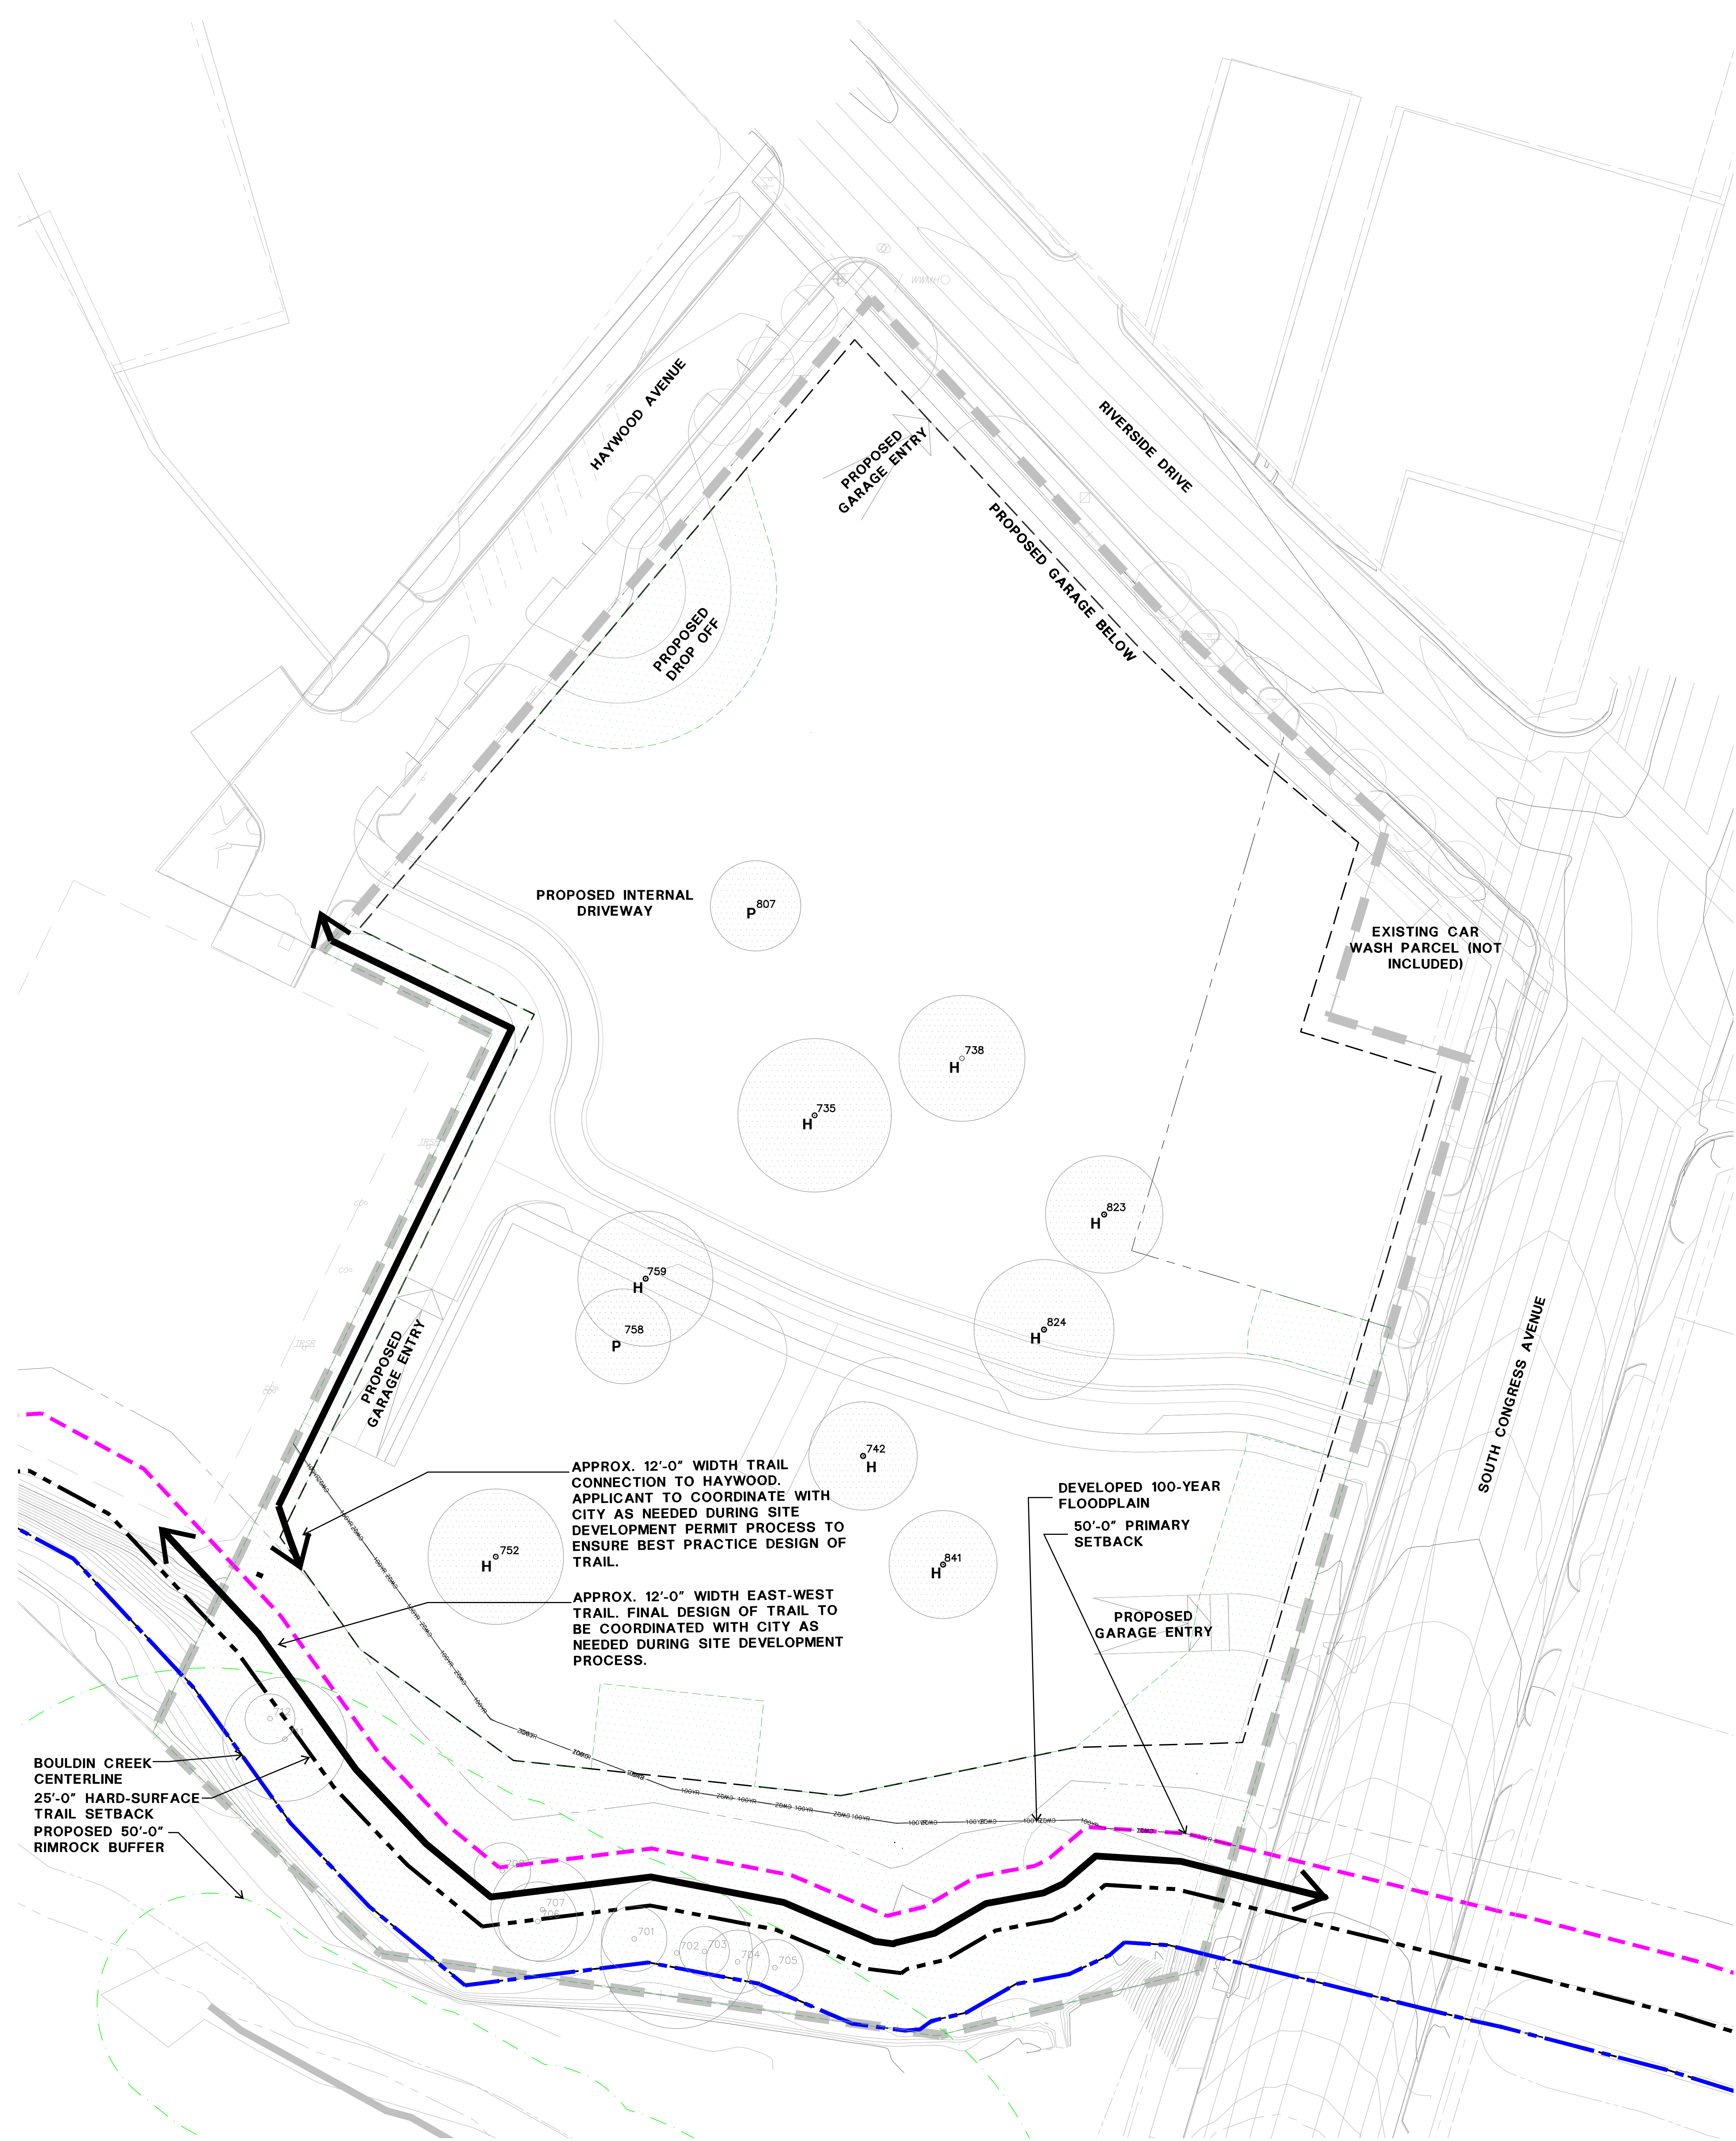 WWMH
HAYWOOD AVENUE
RIVERSIDE DRIVE
PROPOSED
GARAGE ENTRY
PROPOSED GARAGE BELOW
PROPOSED
DROP OFF
PROPOSED INTERNAL
DRIVEWAY
P 807
EXISTING CAR
WASH PARCEL (NOT
INCLUDED)
H 738
H 735
H 823
H 759
P 758
H 824
PROPOSED
GARAGE ENTRY
SOUTH CONGRESS AVENUE
742
H
H 752
H 841
APPROX. 12'-0" WIDTH TRAIL
CONNECTION TO HAYWOOD.
APPLICANT TO COORDINATE WITH
CITY AS NEEDED DURING SITE
DEVELOPMENT PERMIT PROCESS TO
ENSURE BEST PRACTICE DESIGN OF
TRAIL.
DEVELOPED 100-YEAR
FLOODPLAIN
50'-0" PRIMARY
SETBACK
APPROX. 12'-0" WIDTH EAST-WEST
TRAIL. FINAL DESIGN OF TRAIL TO
BE COORDINATED WITH CITY AS
NEEDED DURING SITE DEVELOPMENT
PROCESS.
PROPOSED
GARAGE ENTRY
BOULDIN CREEK
CENTERLINE
25'-0" HARD-SURFACE
TRAIL SETBACK
PROPOSED 50'-0"
RIMROCK BUFFER
707
706
701
702
703
704
705